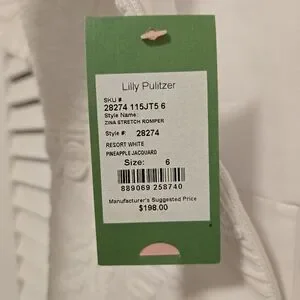 Lilly Pulitzer
SKU #
28274 115JT5 6
Style Name:
ZINA STRETCH ROMPER
Style #: 28274
RESORT WHITE
PINEAPPLE JACQUARD
Size: 6
889069 258740
Manufacturer's Suggested Price
$198.00